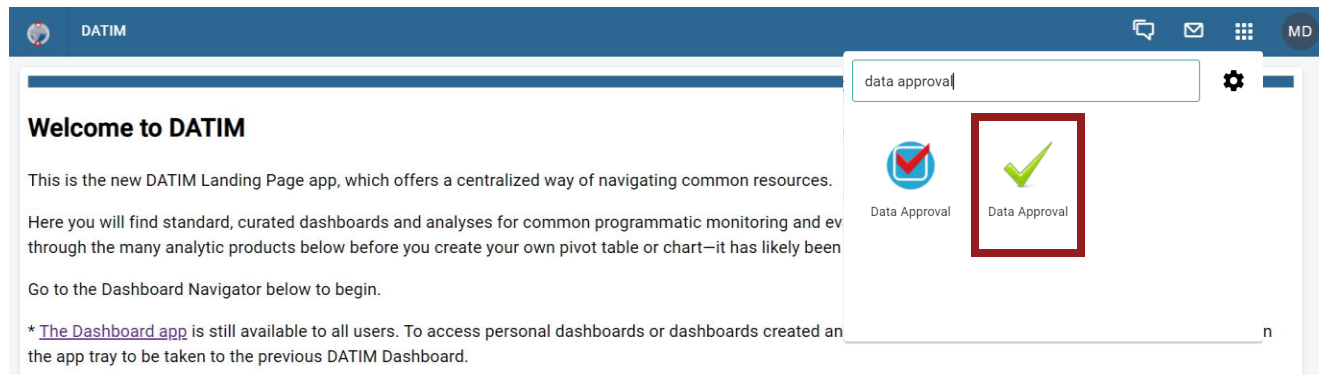 DATIM
MD
data approval
Data Approval
Data Approval
Welcome to DATIM
This is the new DATIM Landing Page app, which offers a centralized way of navigating common resources.
Here you will find standard, curated dashboards and analyses for common programmatic monitoring and ev
through the many analytic products below before you create your own pivot table or chart—it has likely been
Go to the Dashboard Navigator below to begin.
* The Dashboard app is still available to all users. To access personal dashboards or dashboards created an n
the app tray to be taken to the previous DATIM Dashboard.